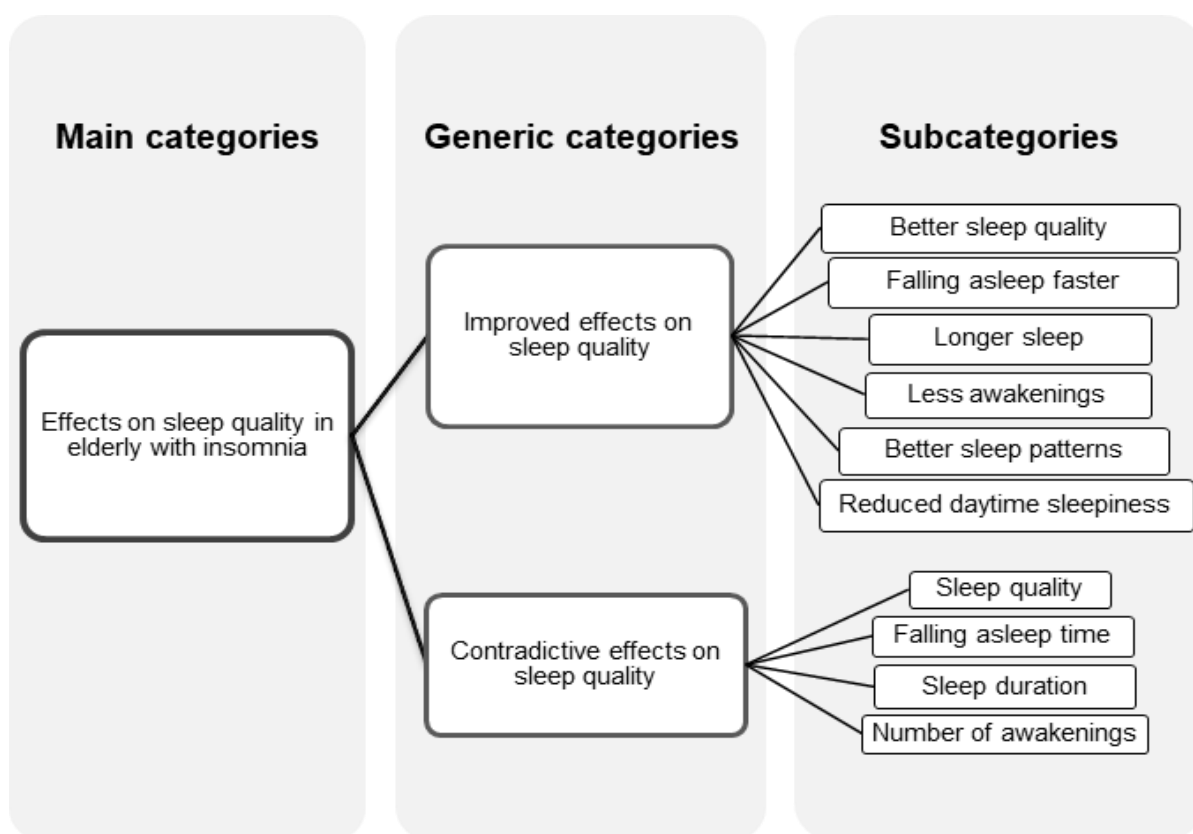 Main categories
Generic categories
Subcategories
Effects on sleep quality in
elderly with insomnia
Improved effects on
sleep quality
Better sleep quality
Falling asleep faster
Longer sleep
Less awakenings
Better sleep patterns
Reduced daytime sleepiness
Contradictive effects on
sleep quality
Sleep quality
Falling asleep time
Sleep duration
Number of awakenings